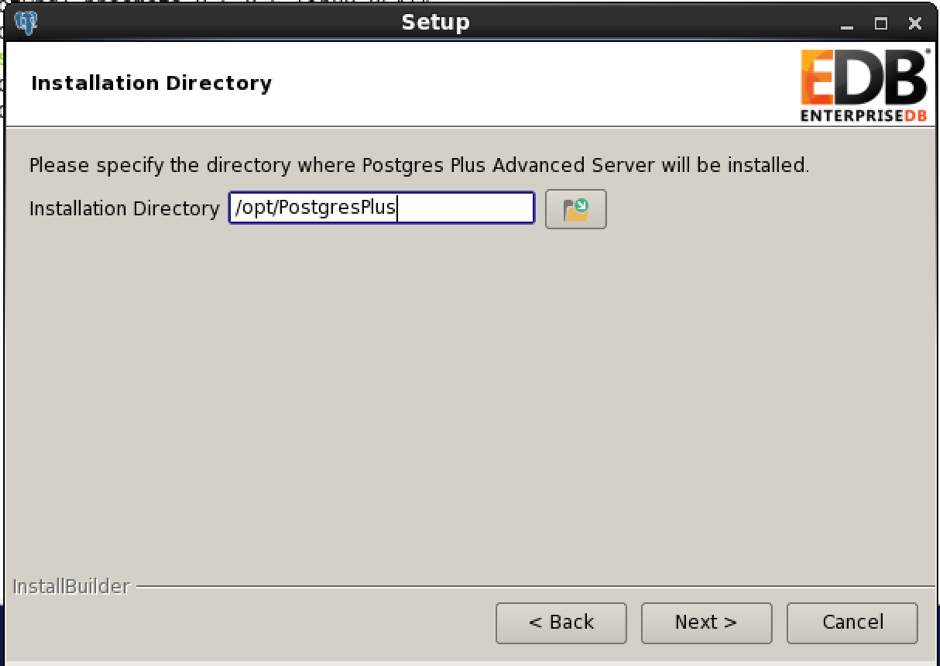 Setup
Installation Directory
EDB
ENTERPRISEDB
Please specify the directory where Postgres Plus Advanced Server will be installed.
Installation Directory /opt/PostgresPlus
InstallBuilder
< Back Next > Cancel